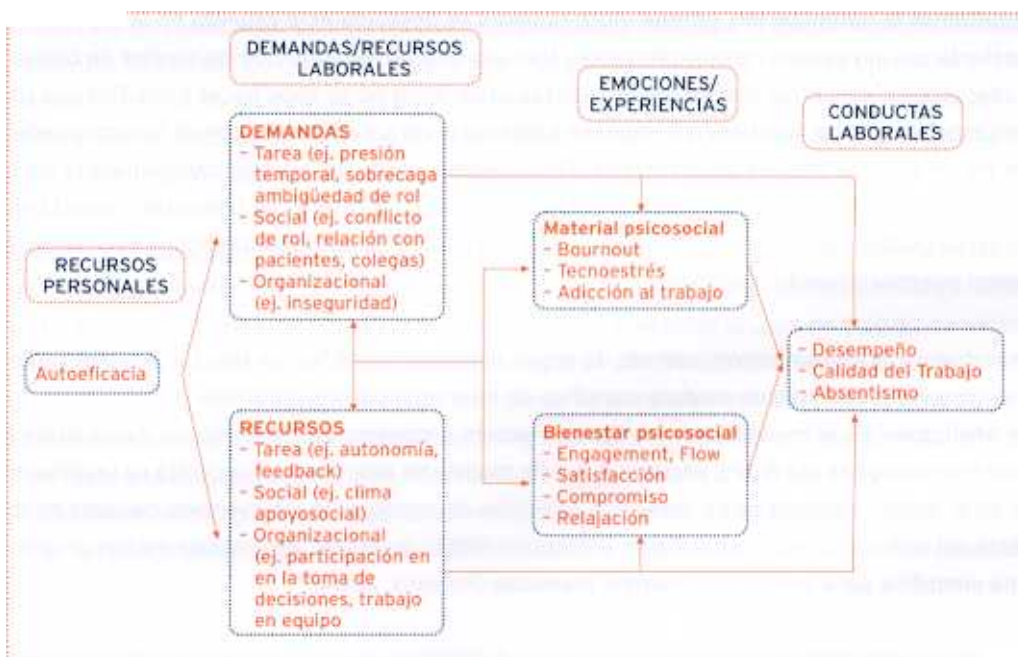 DEMANDAS/RECURSOS
LABORALES
EMOCIONES/
EXPERIENCIAS
CONDUCTAS
LABORALES
RECURSOS
PERSONALES
Autoeficacia
DEMANDAS
- Tarea (ej. presión
temporal, sobrecaga
ambigüedad de rol
- Social (ej. conflicto
de rol, relación con
pacientes, colegas)
- Organizacional
(ej. inseguridad)
RECURSOS
- Tarea (ej. autonomía,
feedback)
- Social (ej. clima
apoyosocial)
- Organizacional
(ej. participación en
en la toma de
decisiones, trabajo
en equipo
Material psicosocial
- Bournout
- Tecnoestrés
- Adicción al trabajo
Bienestar psicosocial
- Engagement, Flow
- Satisfacción
- Compromiso
- Relajación
- Desempeño
- Calidad del Trabajo
- Absentismo